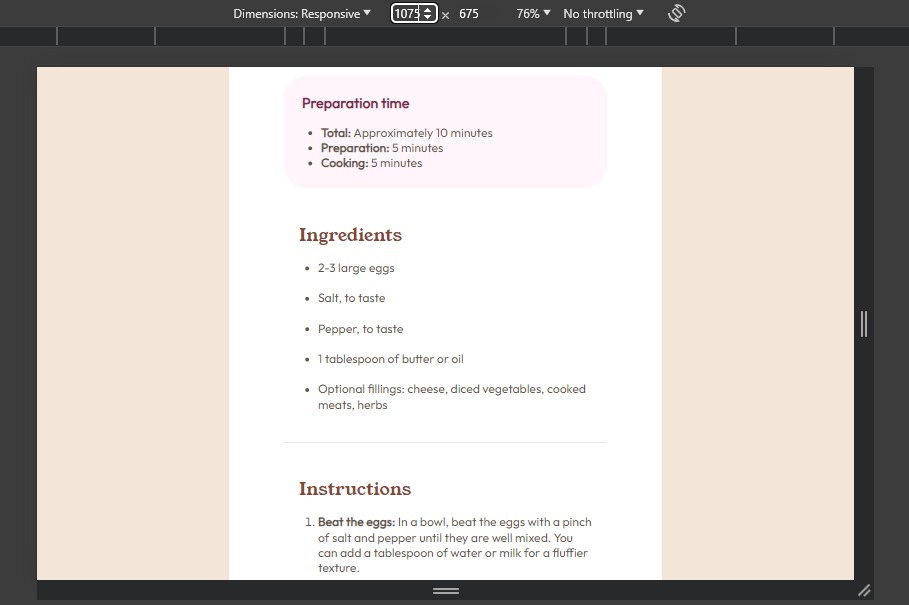 Dimensions: Responsive 1075 × 675 76% No throttling
Preparation time
• Total: Approximately 10 minutes
• Preparation: 5 minutes
• Cooking: 5 minutes
Ingredients
• 2-3 large eggs
• Salt, to taste
• Pepper, to taste
• 1 tablespoon of butter or oil
• Optional fillings: cheese, diced vegetables, cooked
meats, herbs
Instructions
1. Beat the eggs: In a bowl, beat the eggs with a pinch
of salt and pepper until they are well mixed. You
can add a tablespoon of water or milk for a fluffier
texture.